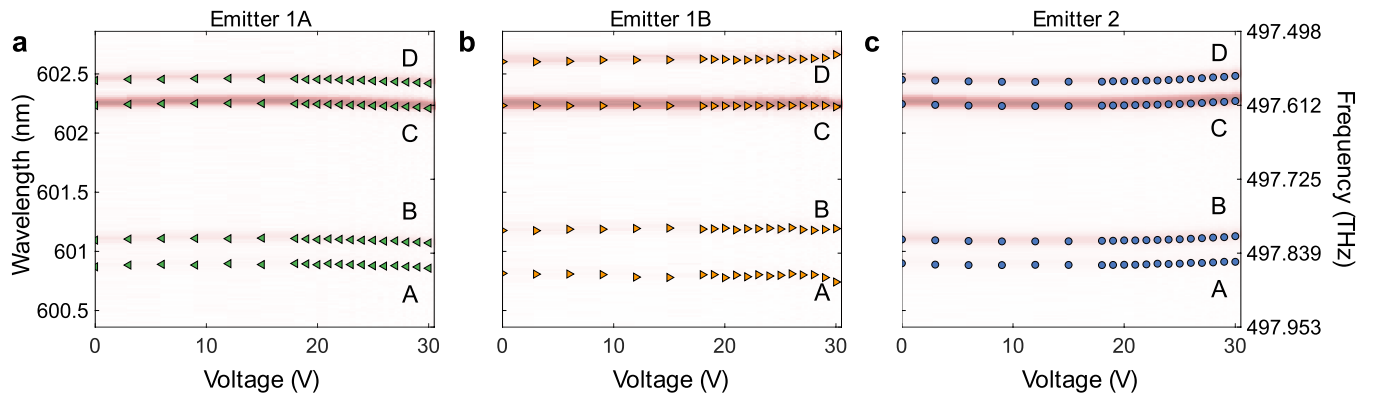 a
Emitter 1A
Wavelength (nm)
602.5
602
601.5
601
600.5
D
C
B
A
0
10
20
30
Voltage (V)
b
Emitter 1B
D
C
B
A
0
10
20
30
Voltage (V)
c
Emitter 2
D
C
B
A
0
10
20
30
Voltage (V)
497.498
497.612
497.725
497.839
497.953
Frequency (THz)